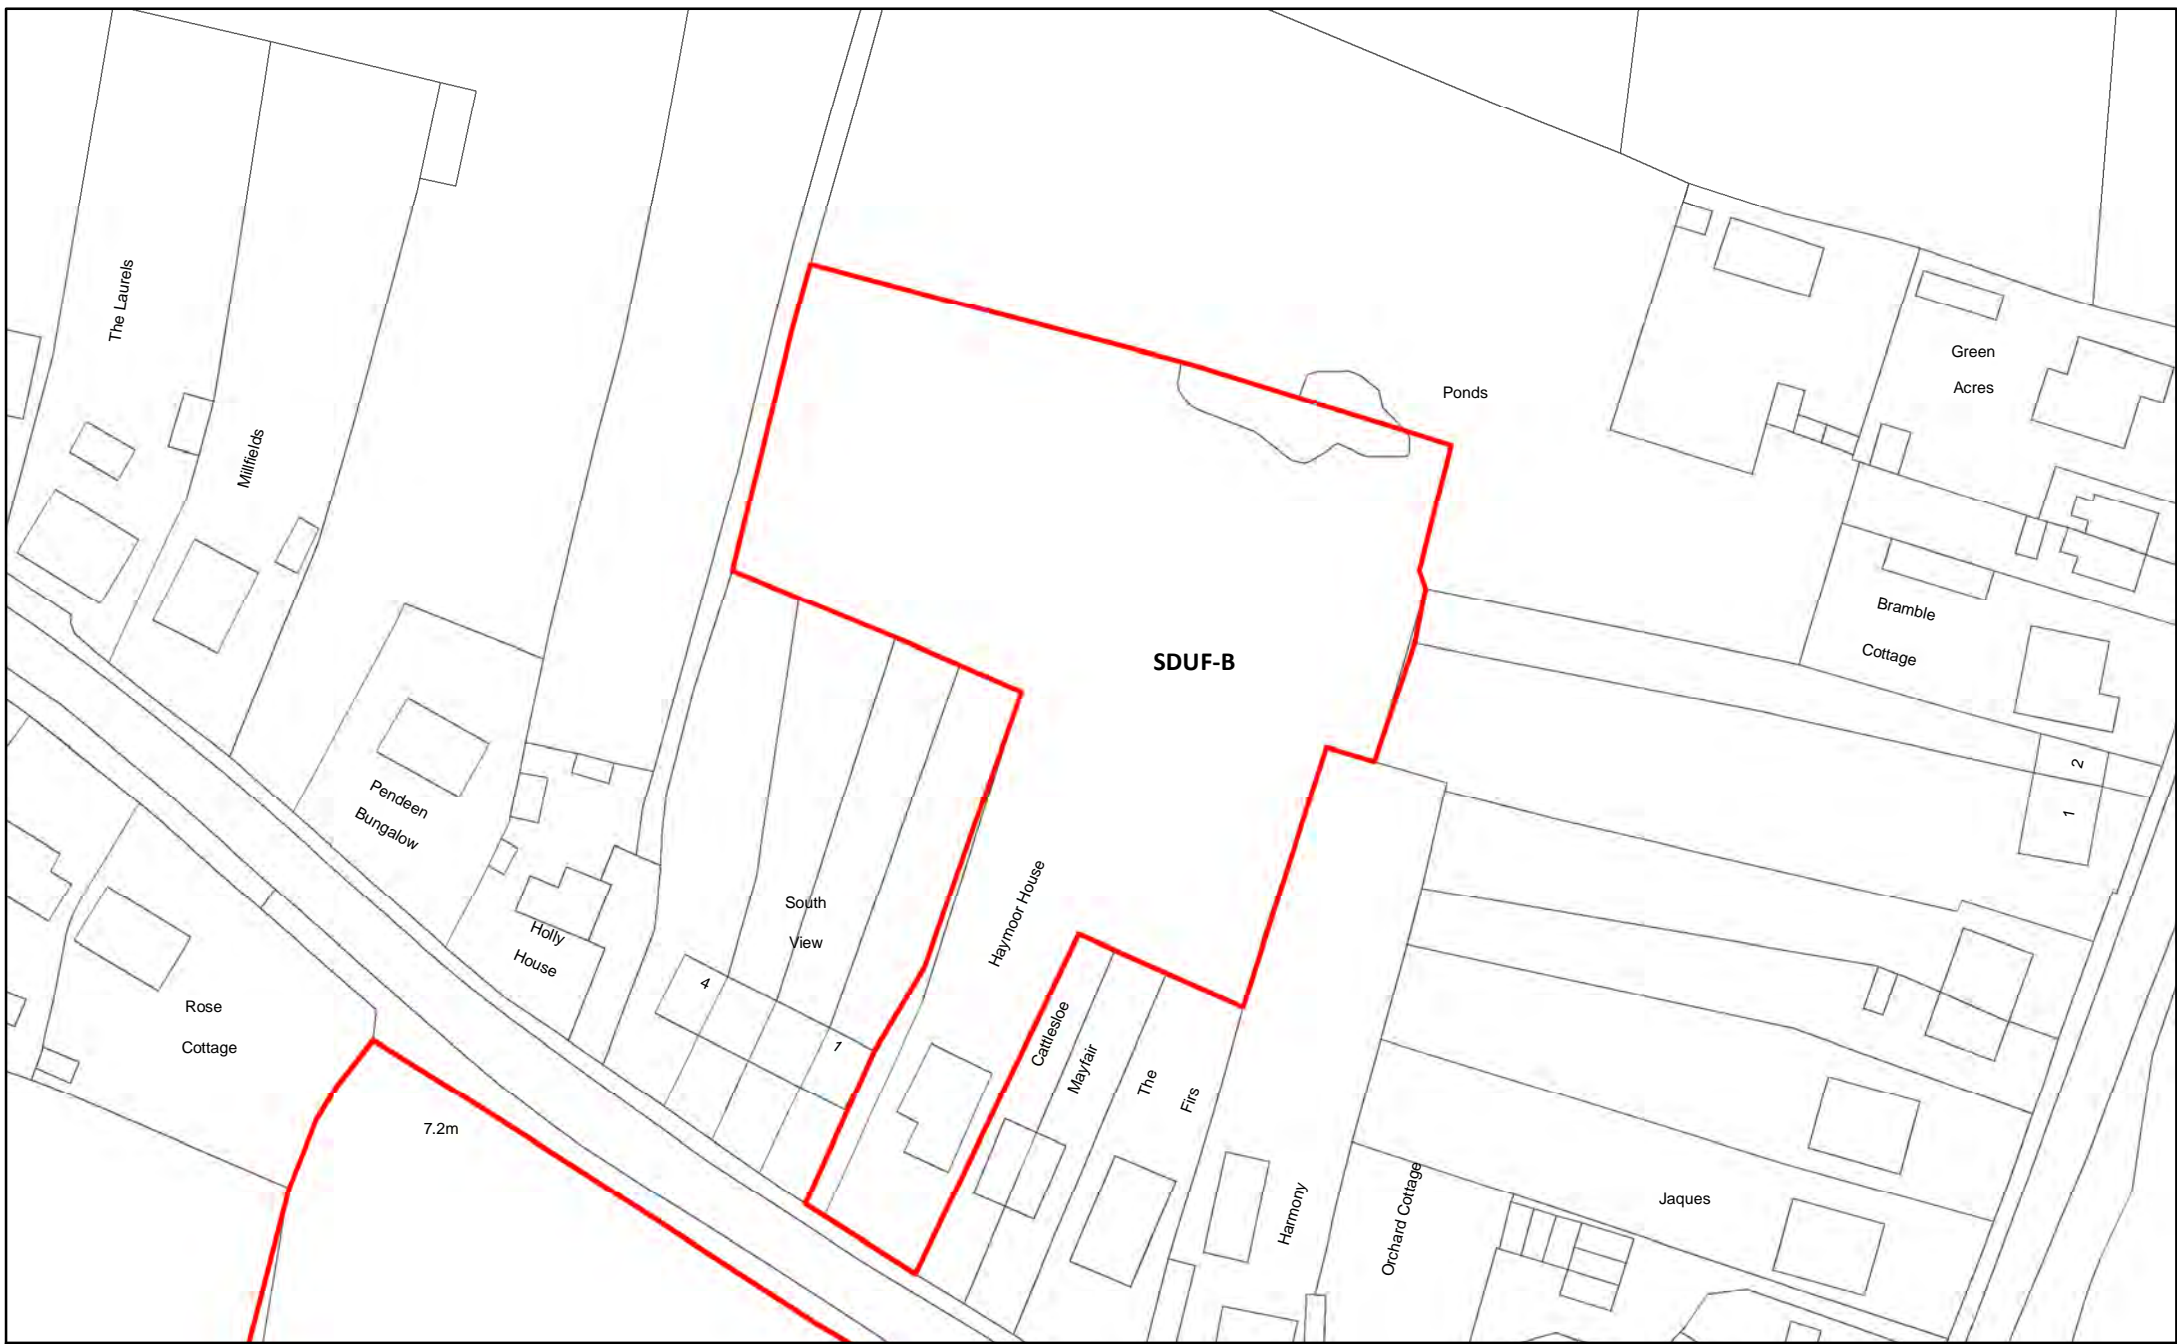 The Laurels
Millfields
Ponds
Green
Acres
Bramble
Cottage
SDUF-B
2
1
Pendeen
Bungalow
Holly
House
South
View
4
1
Haymoor House
Cattlesloe
Mayfair
The
Firs
Rose
Cottage
7.2m
Harmony
Orchard Cottage
Jaques